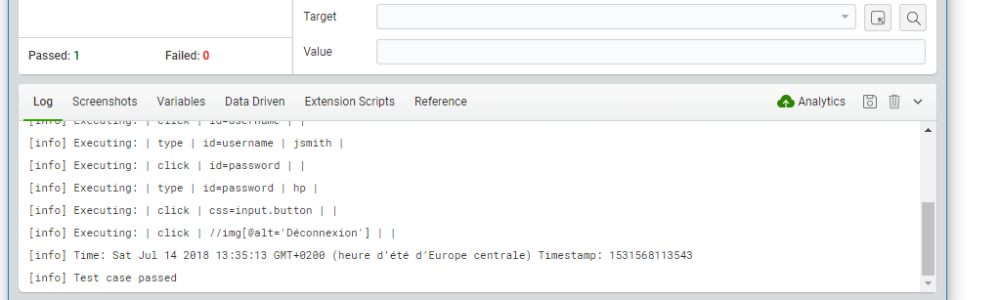 Target
Passed: 1 Failed: 0
Value
Log Screenshots Variables Data Driven Extension Scripts Reference Analytics
[info] Executing: | click | id=username | |
[info] Executing: | type | id=username | jsmith |
[info] Executing: | click | id=password | |
[info] Executing: | type | id=password | hp |
[info] Executing: | click | css=input.button | |
[info] Executing: | click | //img[@alt='Déconnexion'] | |
[info] Time: Sat Jul 14 2018 13:35:13 GMT+0200 (heure d'été d'Europe centrale) Timestamp: 1531568113543
[info] Test case passed